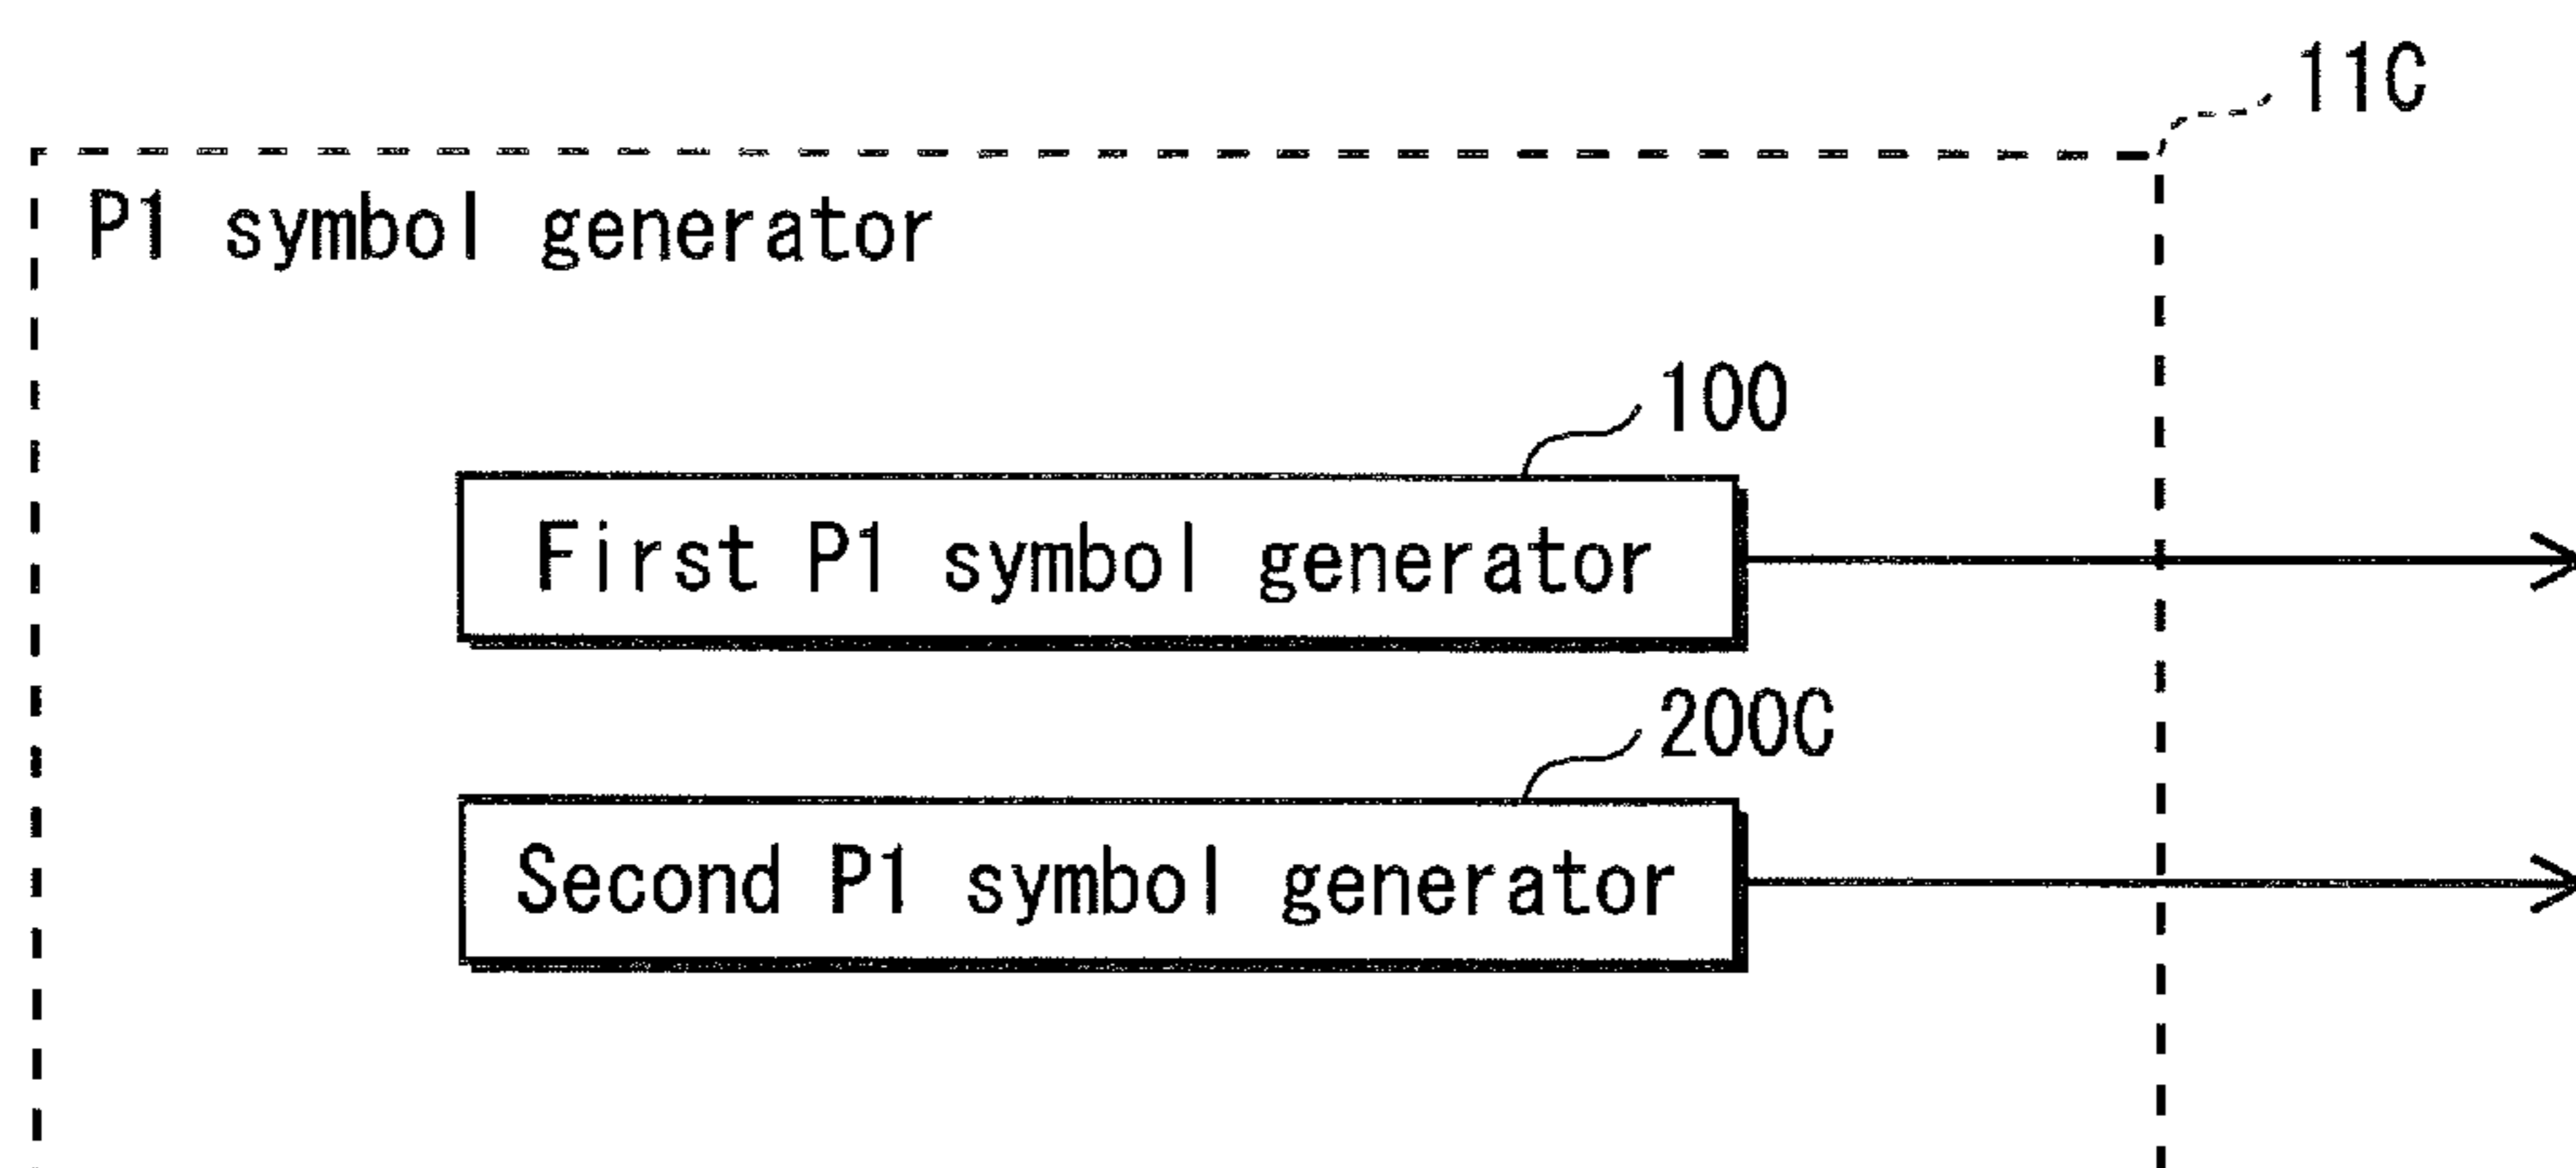 11C
P1 symbol generator
100
First P1 symbol generator
200C
Second P1 symbol generator